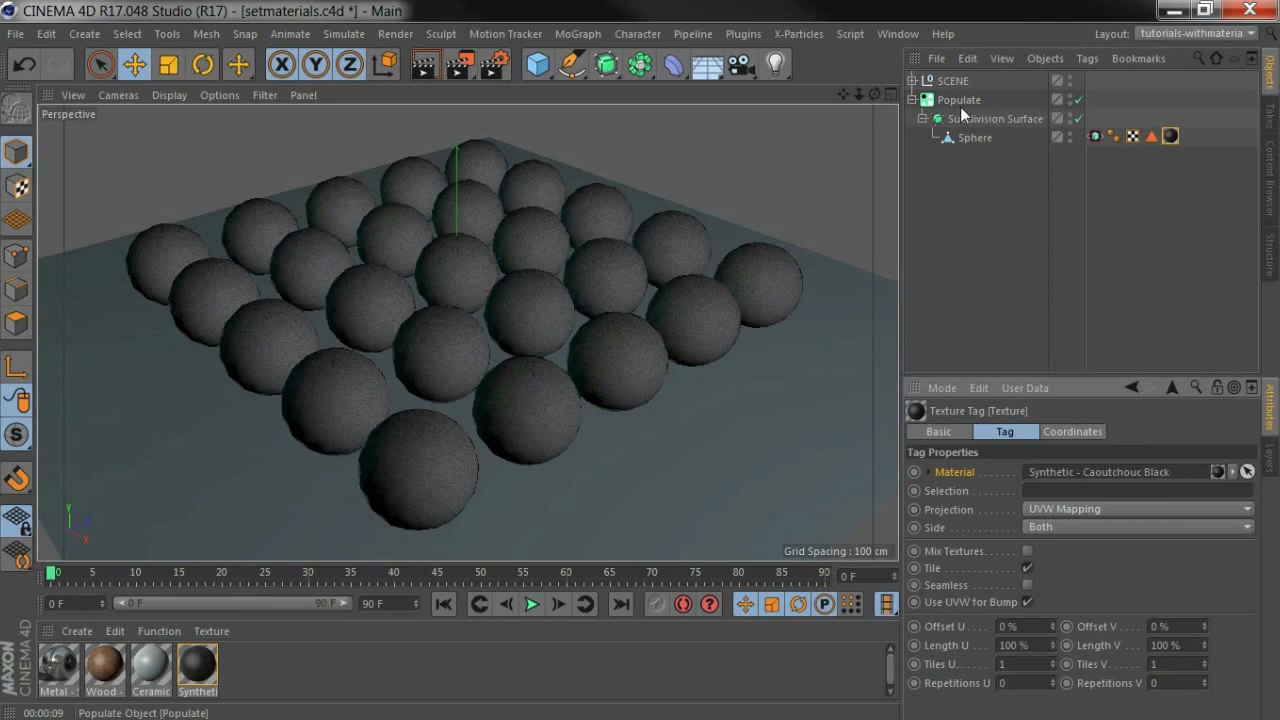 CINEMA 4D R17.048 Studio (R17) - [setmaterials.c4d *] - Main
File Edit Create Select Tools Mesh Snap Animate Simulate Render Sculpt Motion Tracker MoGraph Character Pipeline Plugins X-Particles Script Window Help Layout: tutorials-withmateria
X Y Z
File Edit View Objects Tags Bookmarks
View Cameras Display Options Filter Panel
Perspective
SCENE
Populate
Subdivision Surface
Sphere
Objects
Takes
Content Browser
Structure
Y
X
Grid Spacing : 100 cm
Mode Edit User Data
Texture Tag [Texture]
Basic Tag Coordinates
Tag Properties
Material Synthetic - Caoutchouc Black
Selection
Projection UVW Mapping
Side Both
Mix Textures
Tile
Seamless
Use UVW for Bump
Offset U 0 % Offset V 0 %
Length U 100 % Length V 100 %
Tiles U 1 Tiles V 1
Repetitions U 0 Repetitions V 0
Attributes
Layers
0 5 10 15 20 25 30 35 40 45 50 55 60 65 70 75 80 85 90 0 F
0 F 0 F 90 F 90 F
Create Edit Function Texture
Metal - Wood - Ceramic Syntheti
MAXON CINEMA 4D
00:00:09 Populate Object [Populate]